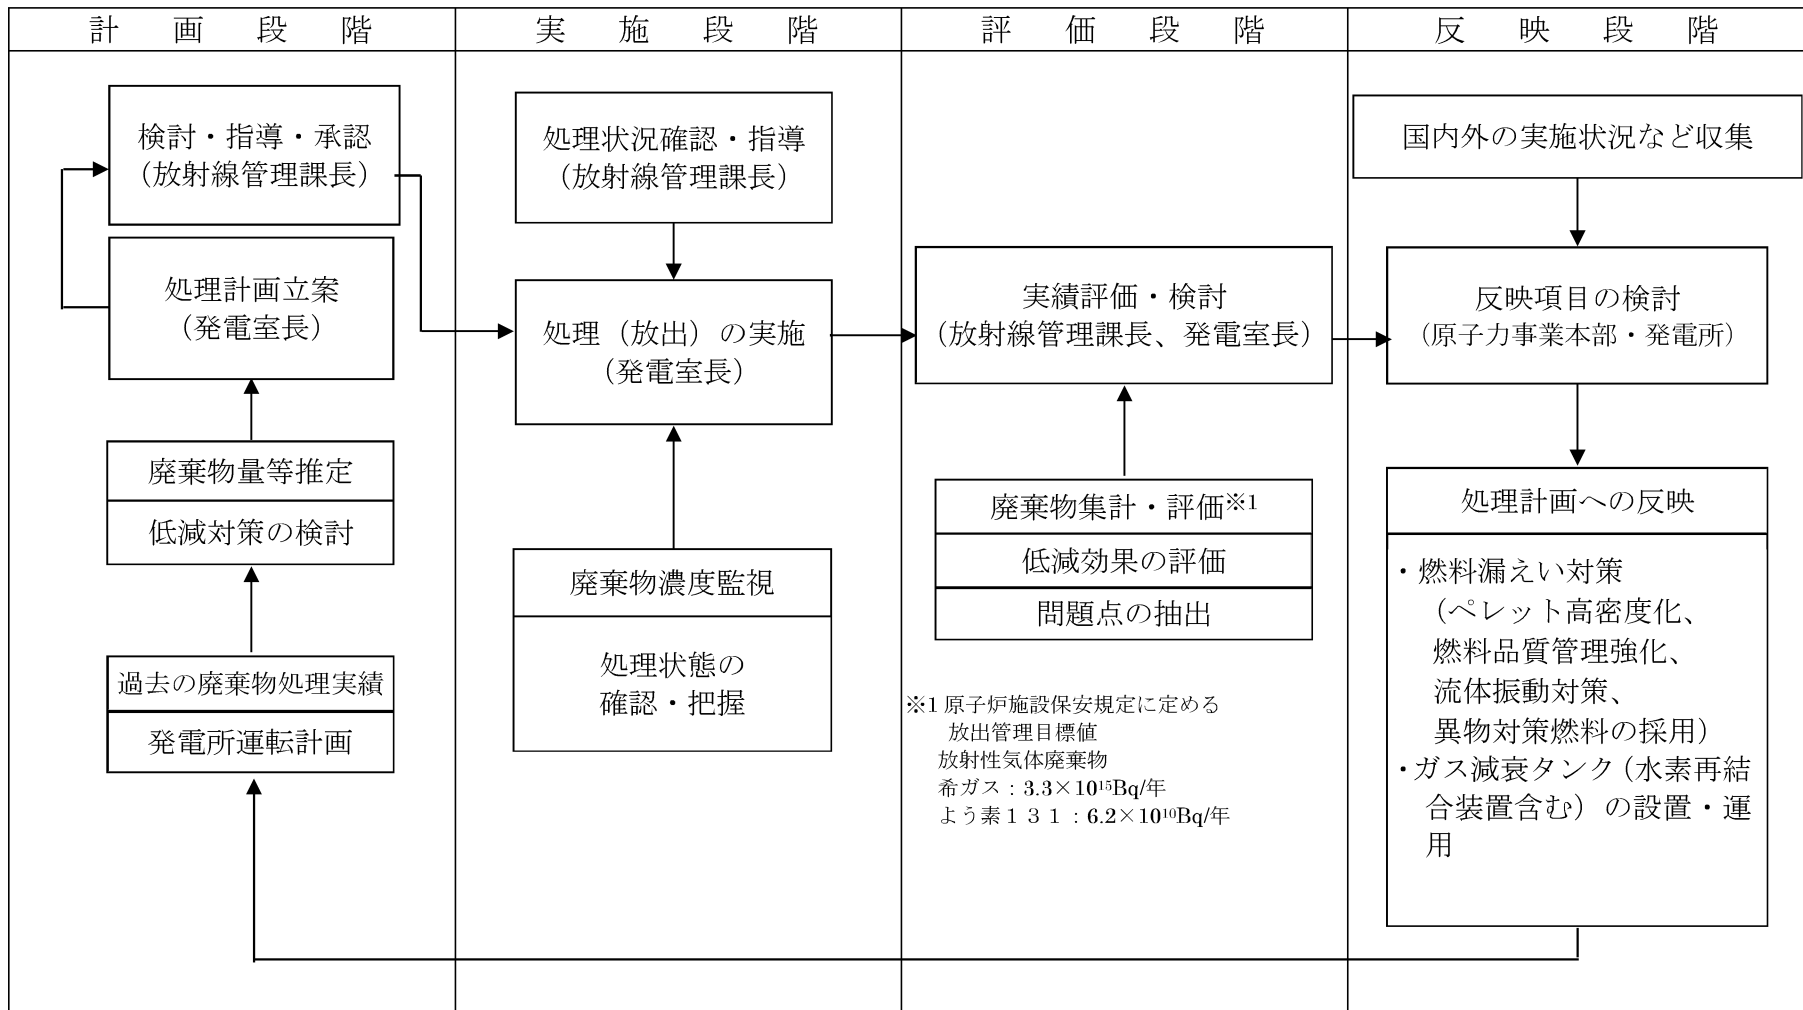 計画段階
検討・指導・承認
(放射線管理課長)
処理計画立案
(発電室長)
廃棄物量等推定
低減対策の検討
過去の廃棄物処理実績
発電所運転計画
実施段階
処理状況確認・指導
(放射線管理課長)
処理(放出)の実施
(発電室長)
廃棄物濃度監視
処理状態の
確認・把握
評価段階
実績評価・検討
(放射線管理課長、発電室長)
廃棄物集計・評価※1
低減効果の評価
問題点の抽出
※1 原子炉施設保安規定に定める
放出管理目標値
放射性気体廃棄物
希ガス：3.3×10¹⁵Bq/年
よう素１３１：6.2×10¹⁰Bq/年
反映段階
国内外の実施状況など収集
反映項目の検討
(原子力事業本部・発電所)
処理計画への反映
・燃料漏えい対策
(ペレット高密度化、
燃料品質管理強化、
流体振動対策、
異物対策燃料の採用)
・ガス減衰タンク(水素再結
合装置含む)の設置・運
用